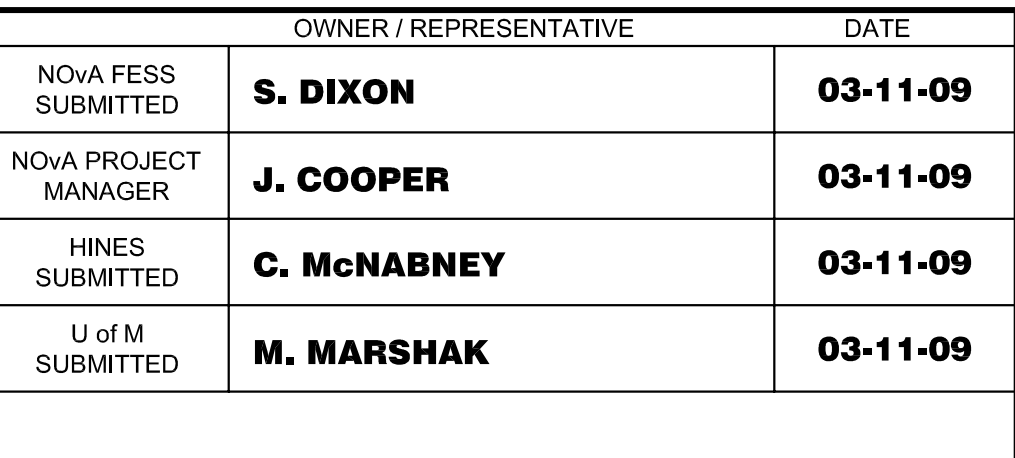 OWNER / REPRESENTATIVE DATE
NOvA FESS
SUBMITTED
S. DIXON 03-11-09
NOvA PROJECT
MANAGER
J. COOPER 03-11-09
HINES
SUBMITTED
C. McNABNEY 03-11-09
U of M
SUBMITTED
M. MARSHAK 03-11-09